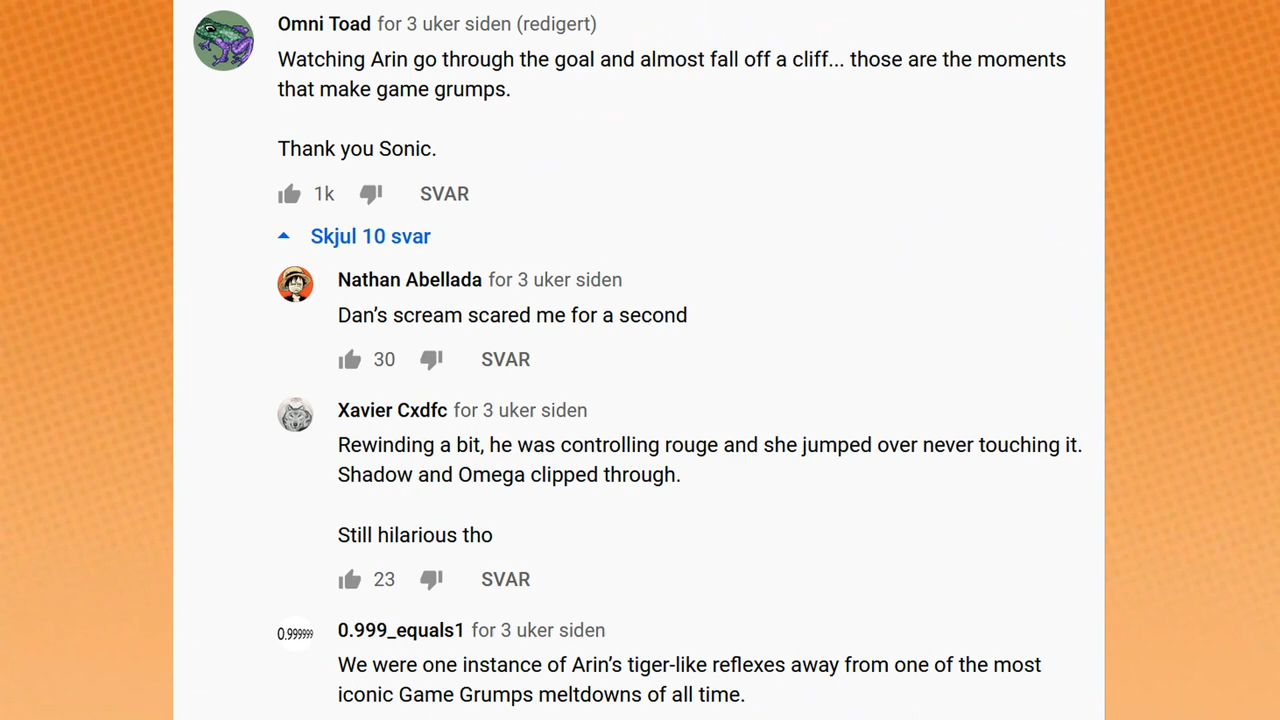 Omni Toad for 3 uker siden (redigert)
Watching Arin go through the goal and almost fall off a cliff... those are the moments
that make game grumps.
Thank you Sonic.
1k SVAR
Skjul 10 svar
Nathan Abellada for 3 uker siden
Dan's scream scared me for a second
30 SVAR
Xavier Cxdfc for 3 uker siden
Rewinding a bit, he was controlling rouge and she jumped over never touching it.
Shadow and Omega clipped through.
Still hilarious tho
23 SVAR
0.999999 0.999_equals1 for 3 uker siden
We were one instance of Arin's tiger-like reflexes away from one of the most
iconic Game Grumps meltdowns of all time.